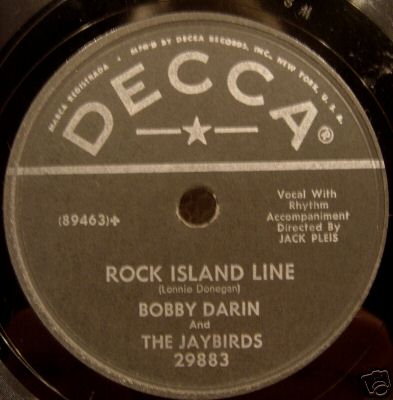 MARCA REGISTRADA • MFD BY DECCA RECORDS, INC., NEW YORK, U.S.A.
DECCA®
(89463)+
Vocal With
Rhythm
Accompaniment
Directed By
JACK PLEIS
ROCK ISLAND LINE
(Lonnie Donegan)
BOBBY DARIN
And
THE JAYBIRDS
29883